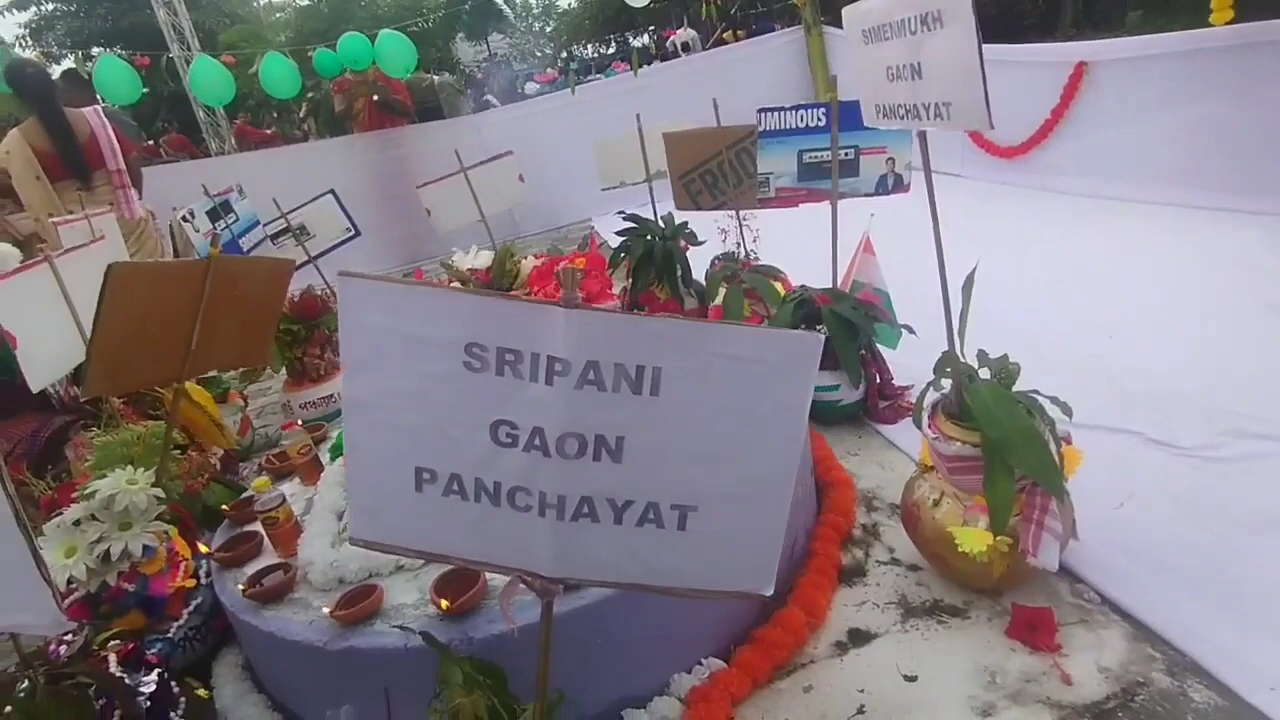 SIMENMUKH
GAON
PANCHAYAT
UMINOUS
SRIPANI
GAON
PANCHAYAT